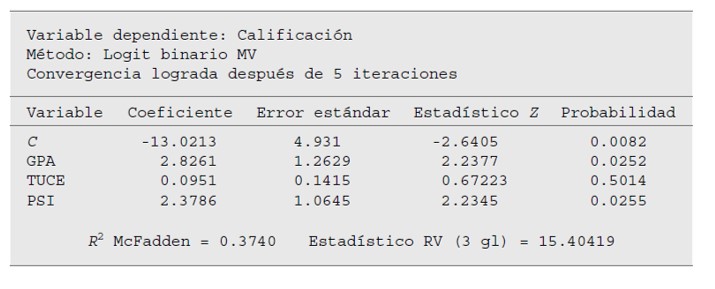 Variable dependiente: Calificación
Método: Logit binario MV
Convergencia lograda después de 5 iteraciones
Variable Coeficiente Error estándar Estadístico Z Probabilidad
C -13.0213 4.931 -2.6405 0.0082
GPA 2.8261 1.2629 2.2377 0.0252
TUCE 0.0951 0.1415 0.67223 0.5014
PSI 2.3786 1.0645 2.2345 0.0255
R² McFadden = 0.3740 Estadístico RV (3 gl) = 15.40419